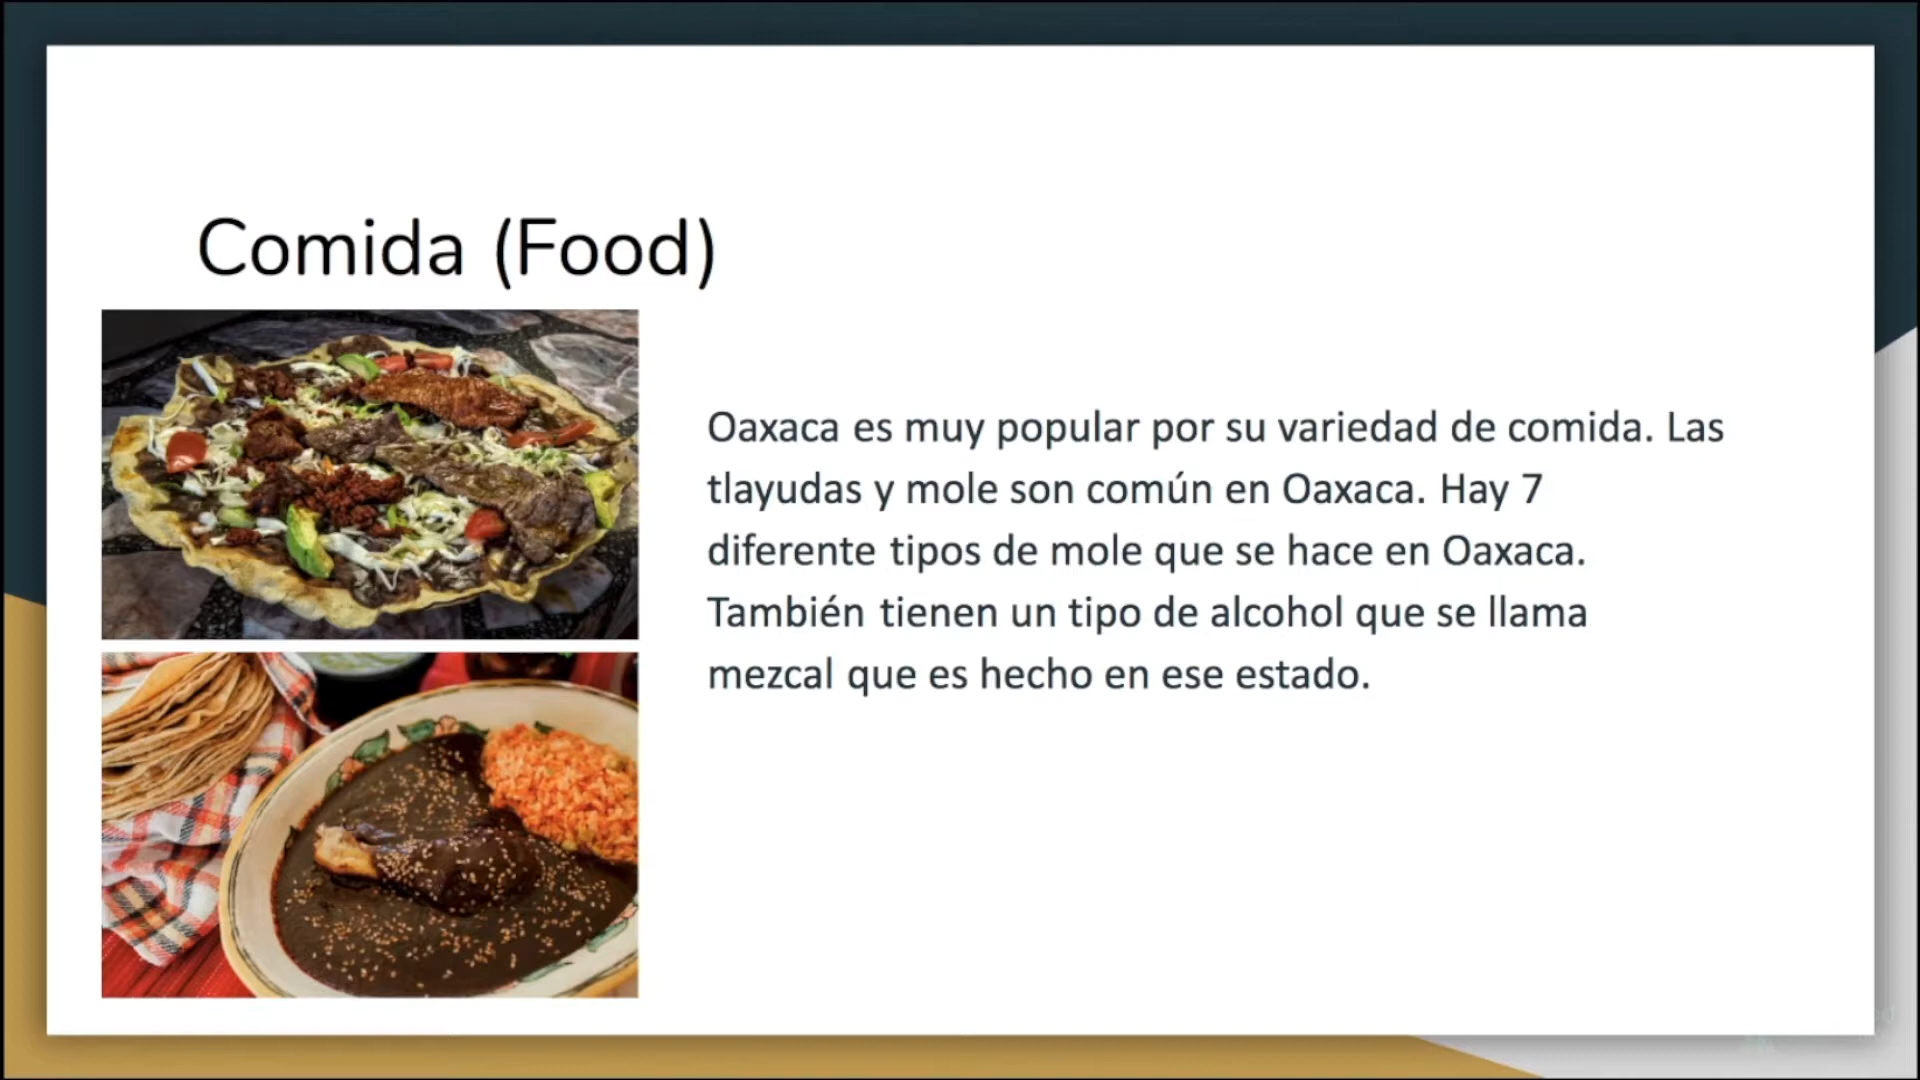 Comida (Food)
Oaxaca es muy popular por su variedad de comida. Las
tlayudas y mole son común en Oaxaca. Hay 7
diferente tipos de mole que se hace en Oaxaca.
También tienen un tipo de alcohol que se llama
mezcal que es hecho en ese estado.